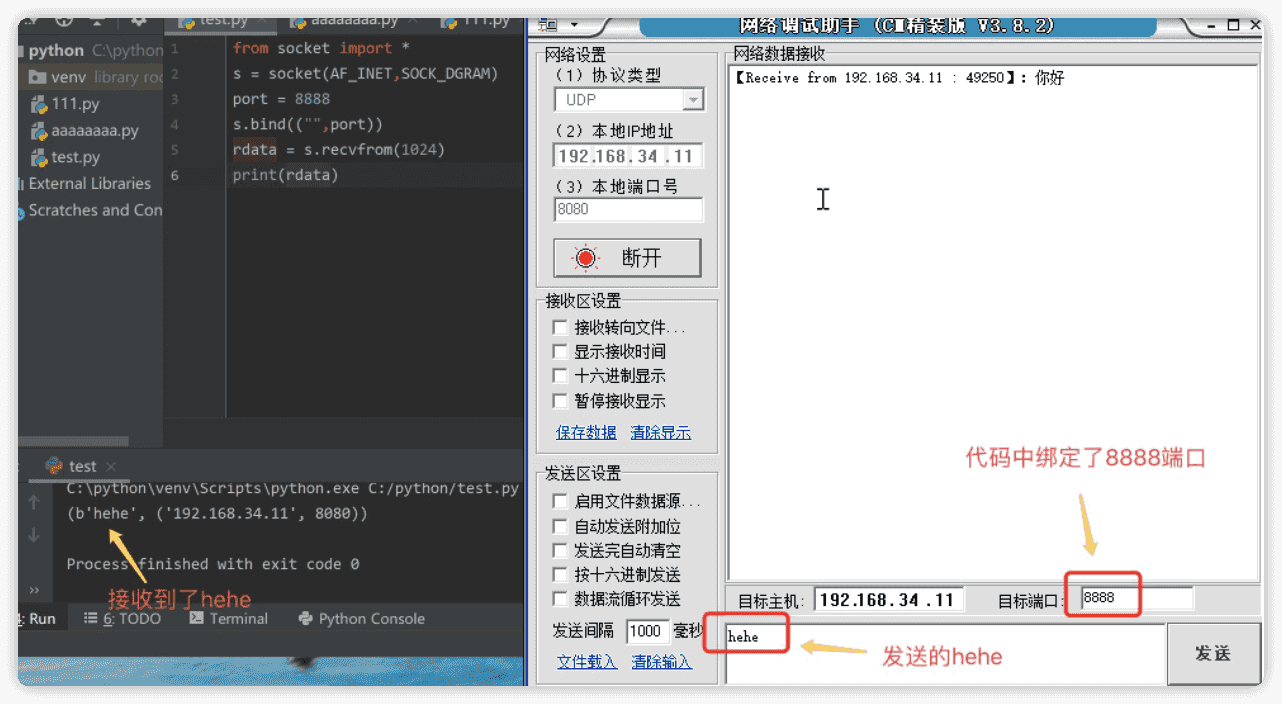 test.py
aaaaaaaa.py
111.py
python C:\python
venv library roo
111.py
aaaaaaaa.py
test.py
External Libraries
Scratches and Con
1 from socket import *
2 s = socket(AF_INET,SOCK_DGRAM)
3 port = 8888
4 s.bind(("",port))
5 rdata = s.recvfrom(1024)
6 print(rdata)
test
C:\python\venv\Scripts\python.exe C:/python/test.py
(b'hehe', ('192.168.34.11', 8080))
Process finished with exit code 0
接收到了hehe
4: Run
6: TODO
Terminal
Python Console
网络调试助手 (C■精装版 V3.8.2)
网络设置
(1) 协议类型
UDP
(2) 本地IP地址
192.168.34.11
(3) 本地端口号
8080
断开
接收区设置
接收转向文件...
显示接收时间
十六进制显示
暂停接收显示
保存数据 清除显示
发送区设置
启用文件数据源...
自动发送附加位
发送完自动清空
按十六进制发送
数据流循环发送
发送间隔 1000 毫秒
文件载入 清除输入
网络数据接收
【Receive from 192.168.34.11 : 49250】: 你好
代码中绑定了8888端口
目标主机: 192.168.34.11 目标端口: 8888
hehe
发送的hehe
发送